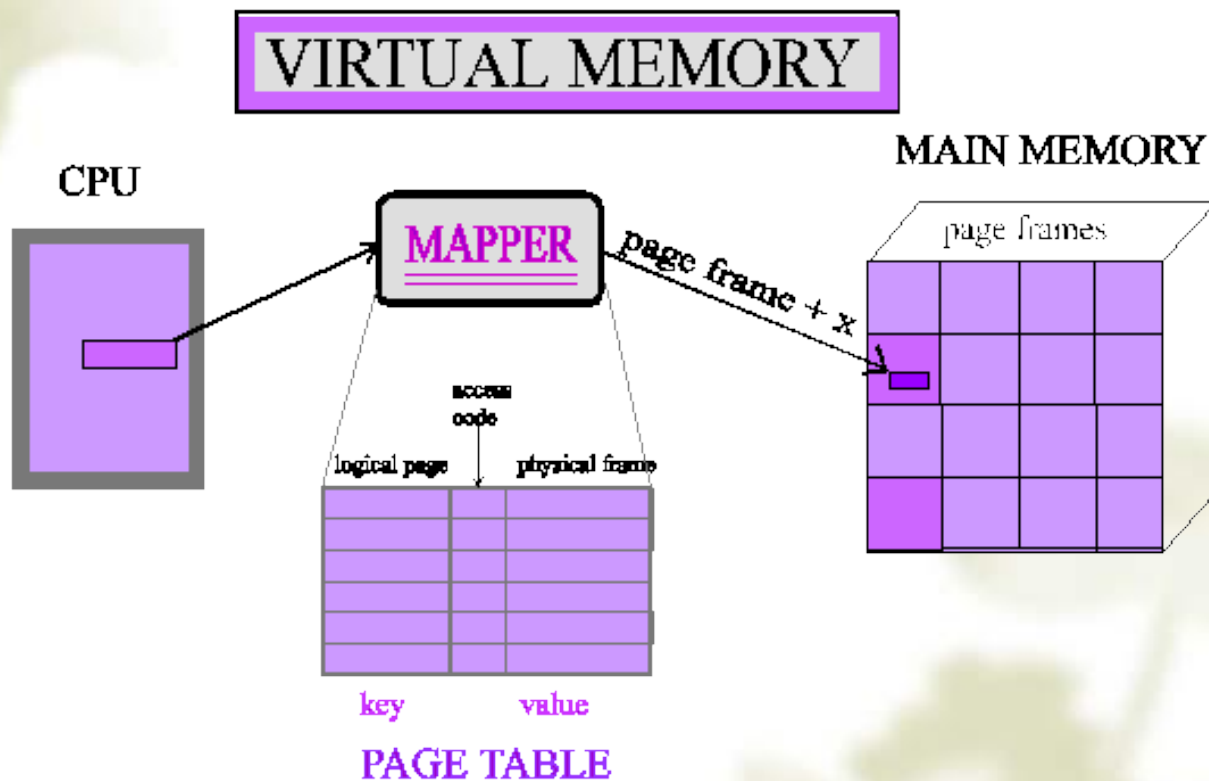 VIRTUAL MEMORY
CPU
MAIN MEMORY
MAPPER
page frame + x
page frames
access
code
logical page
physical frame
key
value
PAGE TABLE